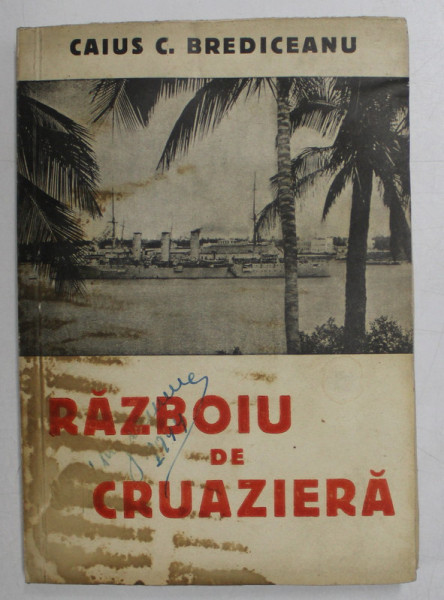 CAIUS C. BREDICEANU
RĂZBOIU
DE
CRUAZIERĂ